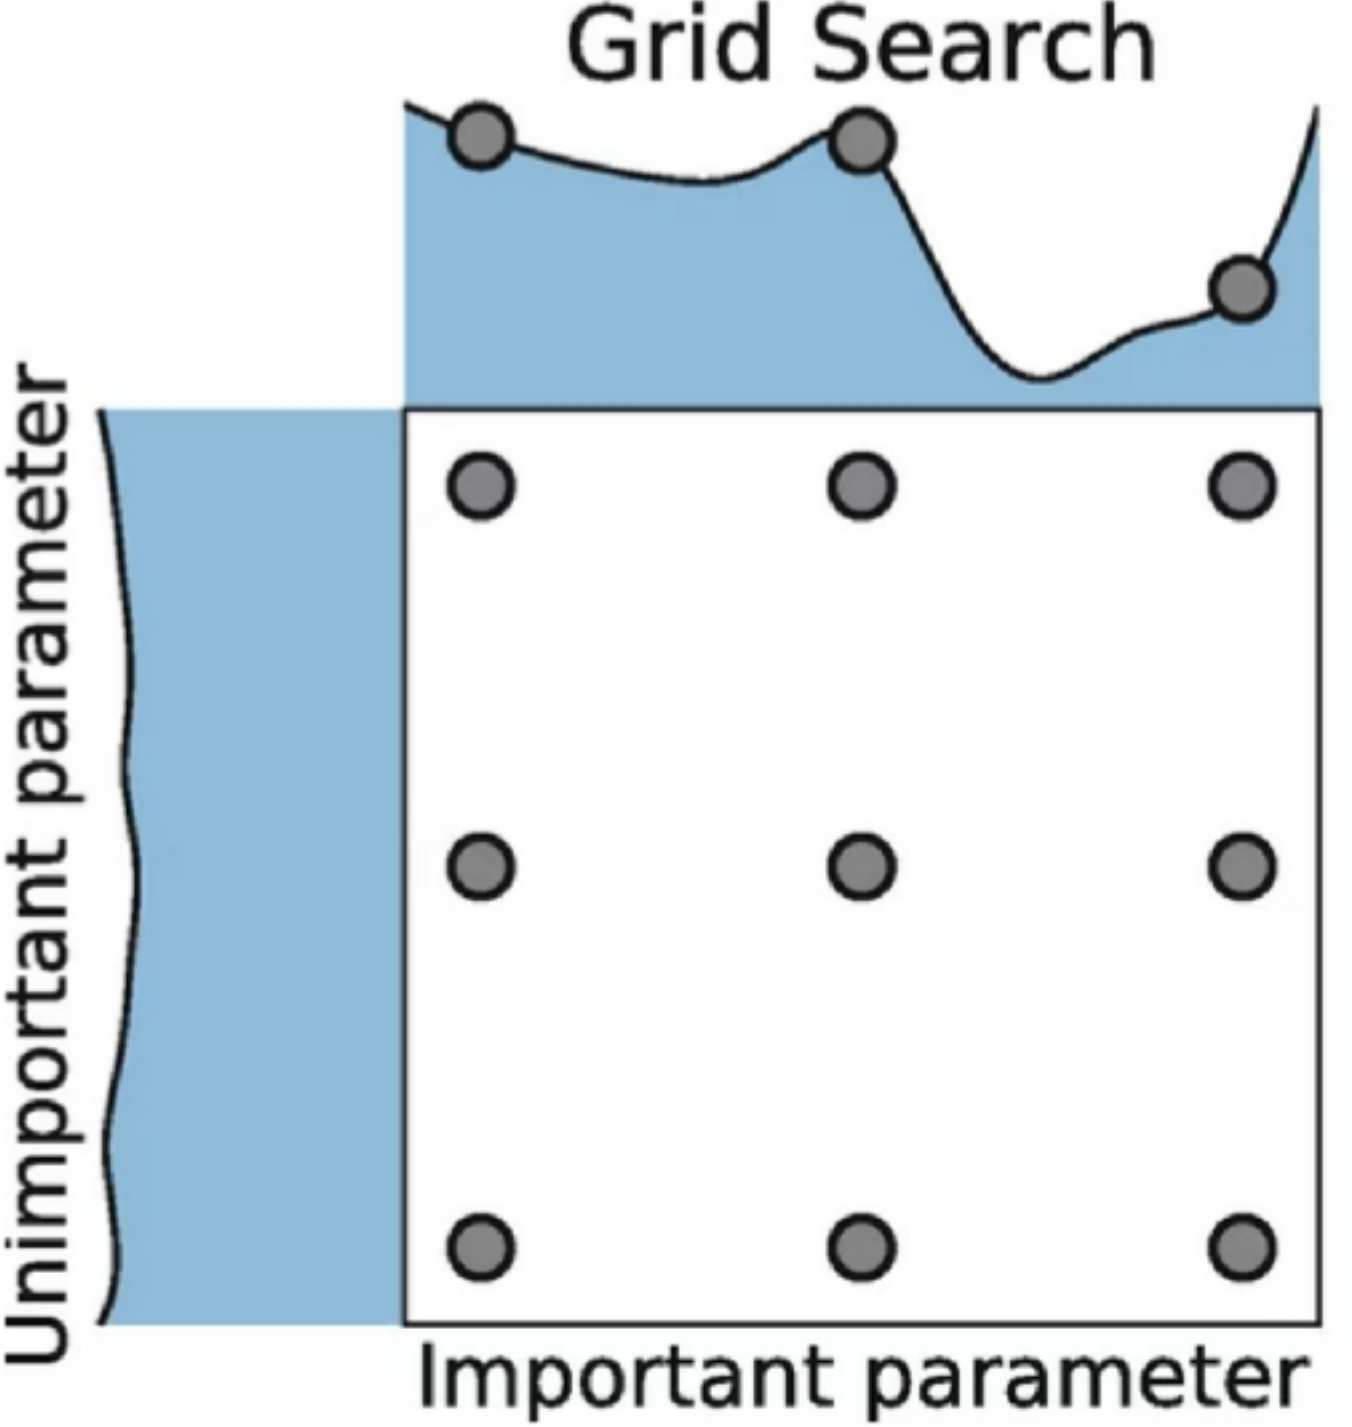 Grid Search
Unimportant parameter
Important parameter